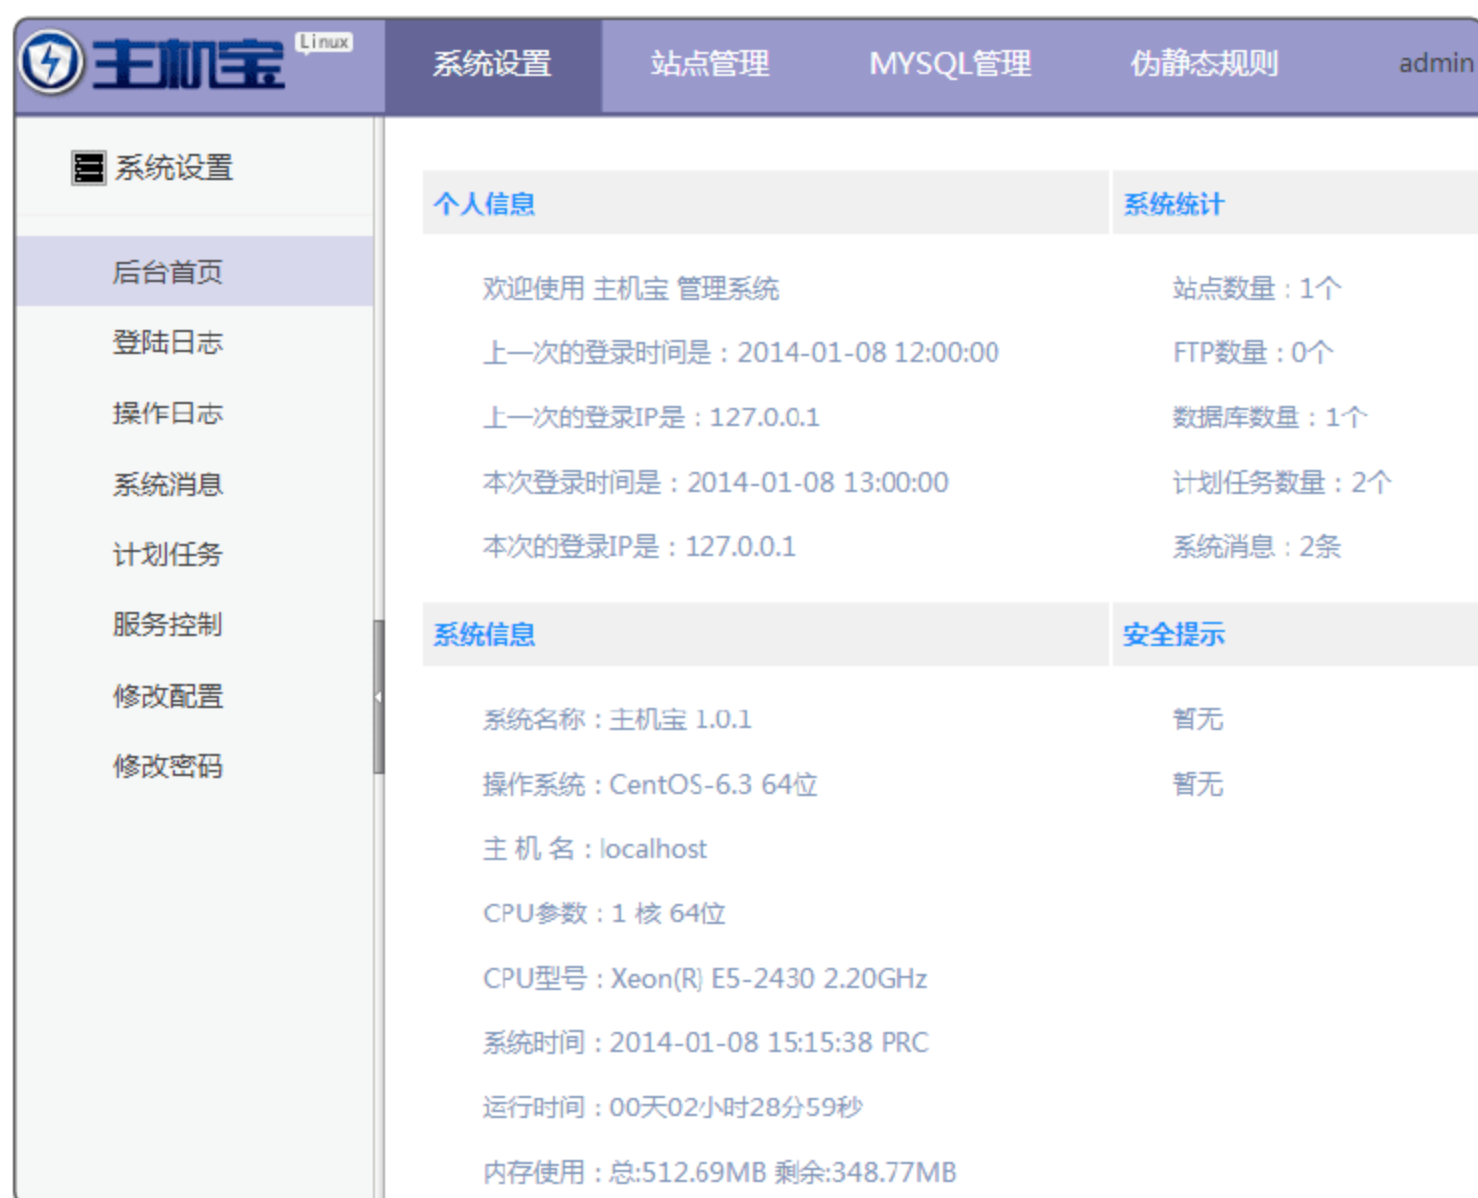 主机宝 Linux 系统设置 站点管理 MYSQL管理 伪静态规则 admin
系统设置
后台首页
登陆日志
操作日志
系统消息
计划任务
服务控制
修改配置
修改密码
个人信息
欢迎使用 主机宝 管理系统
上一次的登录时间是：2014-01-08 12:00:00
上一次的登录IP是：127.0.0.1
本次登录时间是：2014-01-08 13:00:00
本次的登录IP是：127.0.0.1
系统统计
站点数量：1个
FTP数量：0个
数据库数量：1个
计划任务数量：2个
系统消息：2条
系统信息
系统名称：主机宝 1.0.1
操作系统：CentOS-6.3 64位
主 机 名：localhost
CPU参数：1 核 64位
CPU型号：Xeon(R) E5-2430 2.20GHz
系统时间：2014-01-08 15:15:38 PRC
运行时间：00天02小时28分59秒
内存使用：总:512.69MB 剩余:348.77MB
安全提示
暂无
暂无